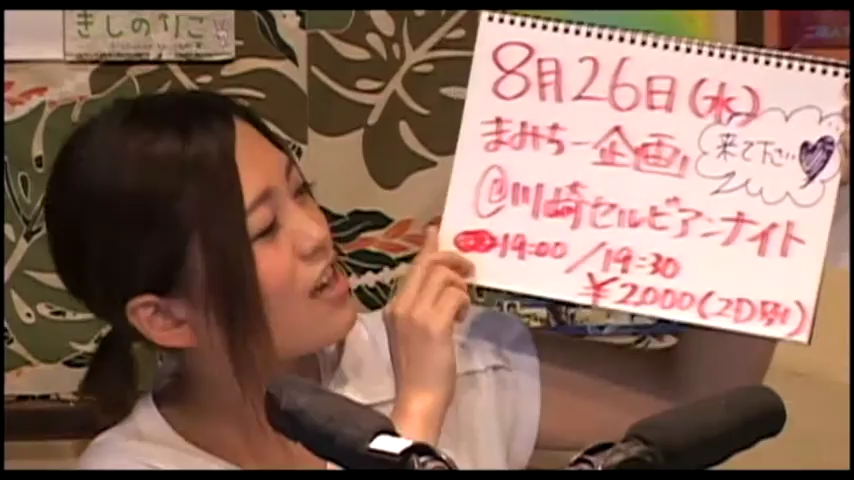 きしのりこ
8月26日(水)
まみちー企画!!
来て下さい
@川崎セルビアンナイト
19:00/19:30
¥2000(2D別)